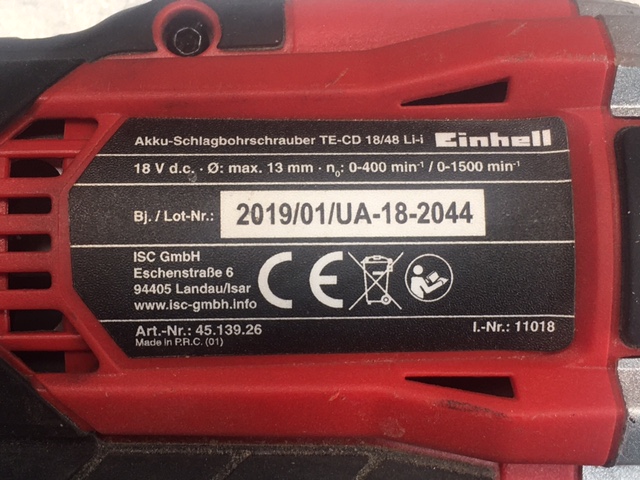 Akku-Schlagbohrschrauber TE-CD 18/48 Li-i Einhell
18 V d.c. · Ø: max. 13 mm · n₀: 0-400 min⁻¹ / 0-1500 min⁻¹
Bj. / Lot-Nr.: 2019/01/UA-18-2044
ISC GmbH
Eschenstraße 6
94405 Landau/Isar
www.isc-gmbh.info
CE
Art.-Nr.: 45.139.26 I.-Nr.: 11018
Made in P.R.C. (01)